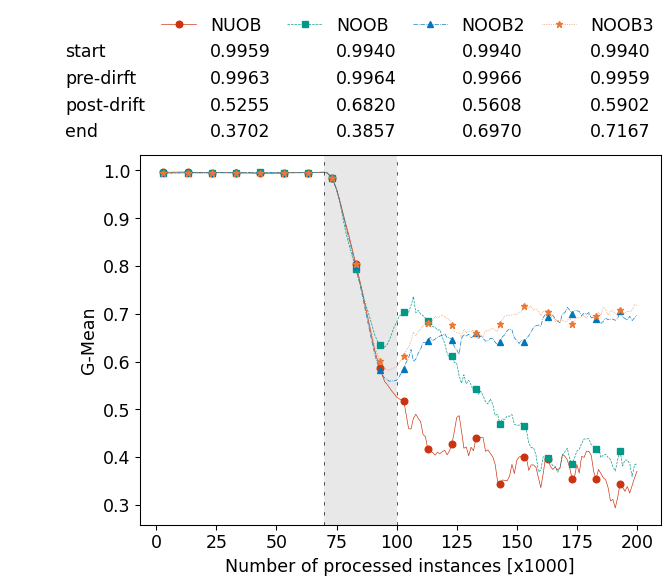 NUOB NOOB NOOB2 NOOB3
start 0.9959 0.9940 0.9940 0.9940
pre-dirft 0.9963 0.9964 0.9966 0.9959
post-drift 0.5255 0.6820 0.5608 0.5902
end 0.3702 0.3857 0.6970 0.7167
1.0
0.9
0.8
0.7
0.6
0.5
0.4
0.3
G-Mean
0 25 50 75 100 125 150 175 200
Number of processed instances [x1000]